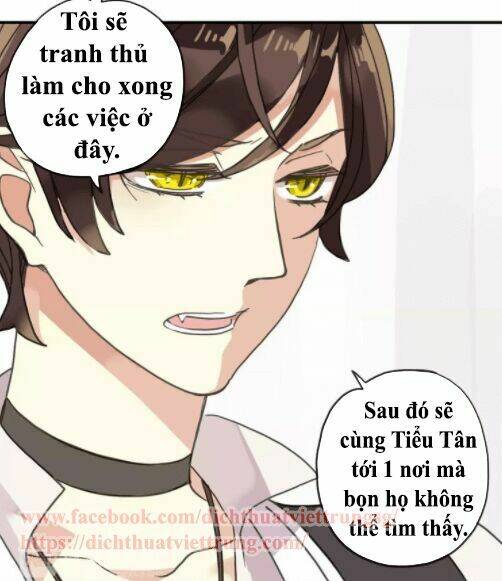 Tôi sẽ
tranh thủ
làm cho xong
các việc ở
đây.
Sau đó sẽ
cùng Tiểu Tân
tới 1 nơi mà
bọn họ không
thể tìm thấy.
www.facebook.com/dichthuatviettrungqg/
https://dichthuatviettrung.com/